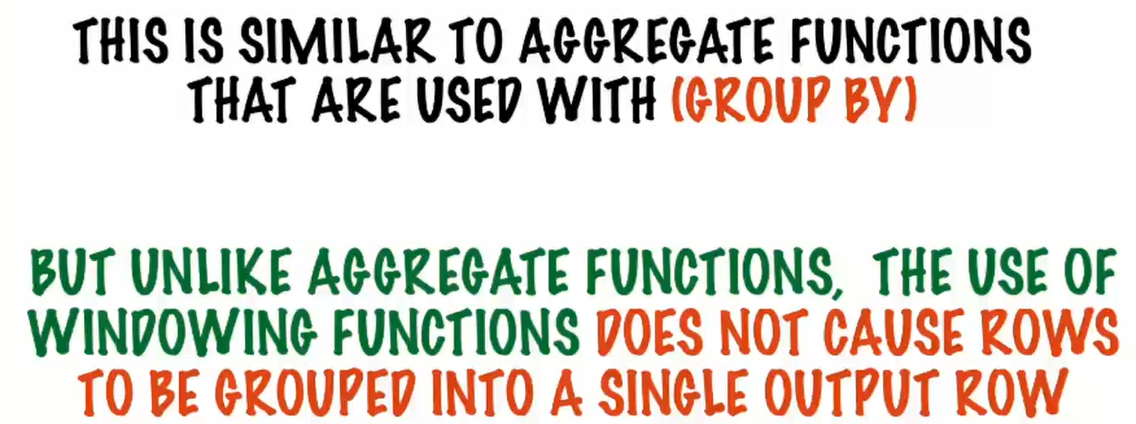 THIS IS SIMILAR TO AGGREGATE FUNCTIONS
THAT ARE USED WITH (GROUP BY)
BUT UNLIKE AGGREGATE FUNCTIONS, THE USE OF
WINDOWING FUNCTIONS DOES NOT CAUSE ROWS
TO BE GROUPED INTO A SINGLE OUTPUT ROW